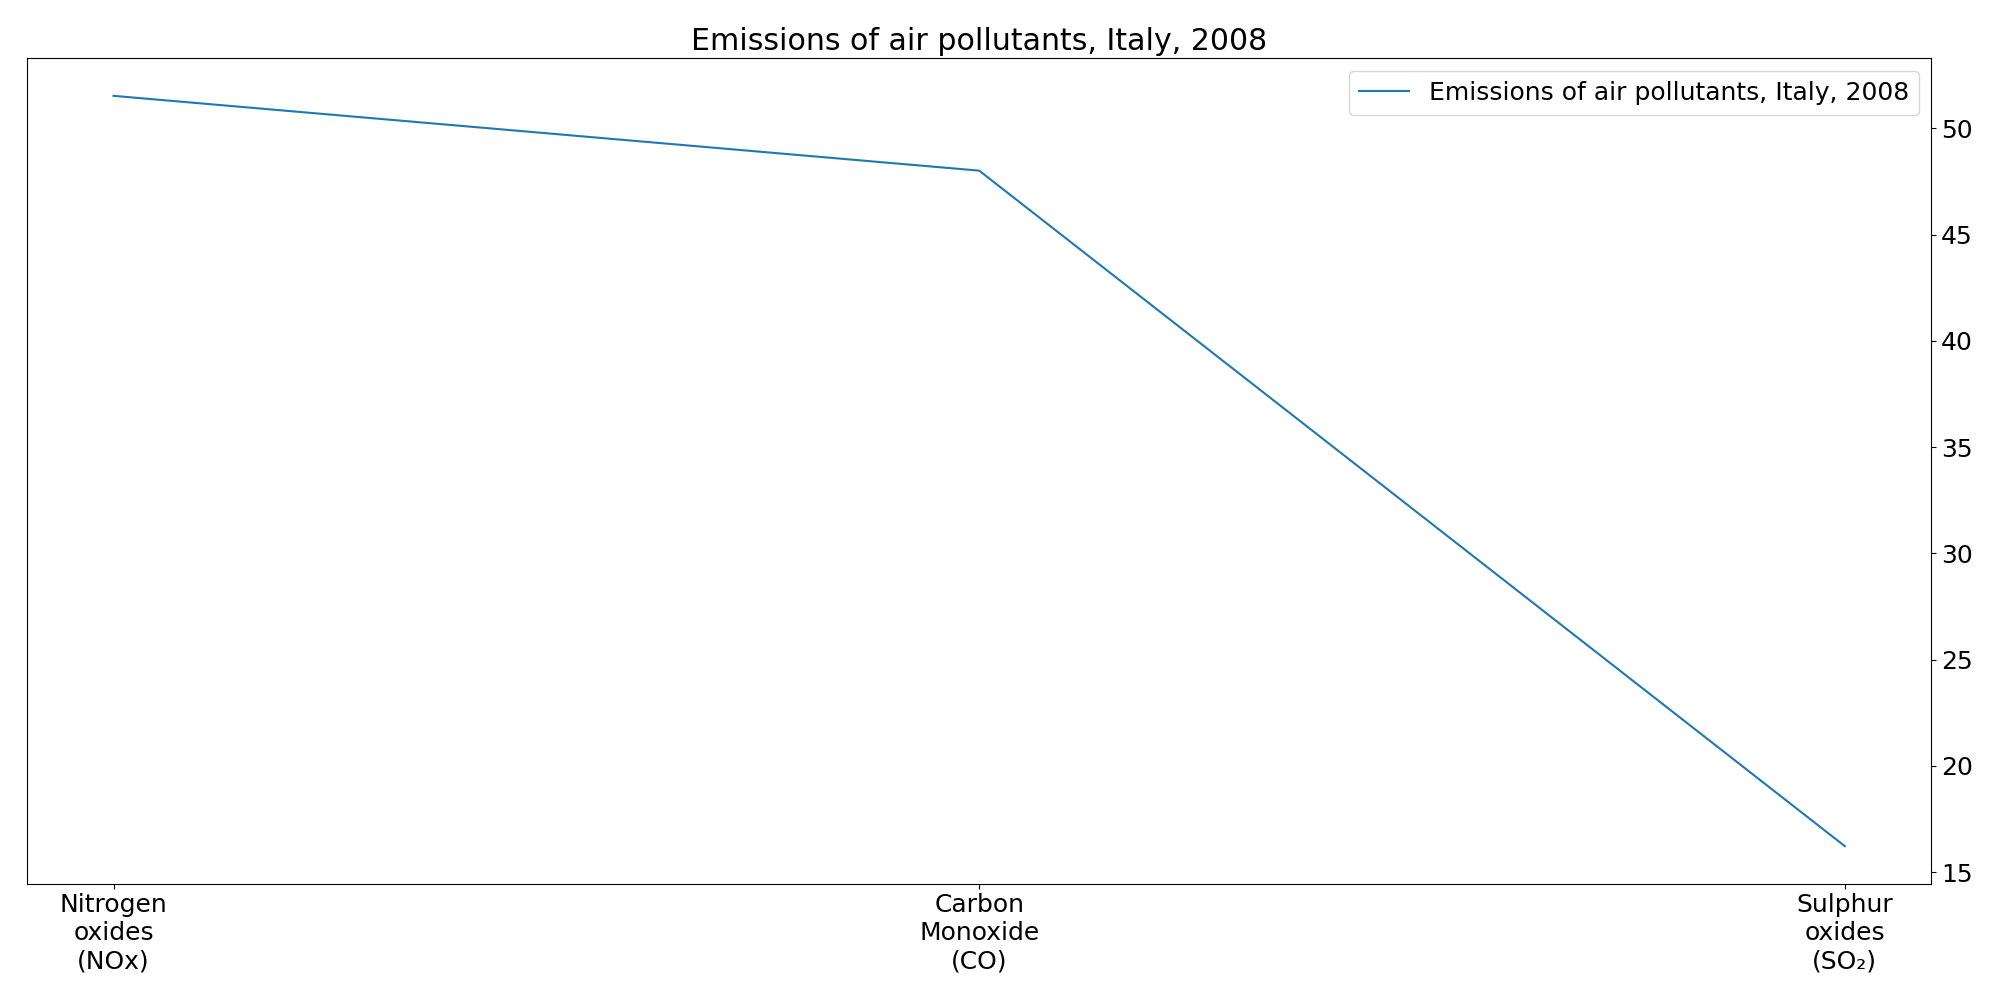 Emissions of air pollutants, Italy, 2008
Emissions of air pollutants, Italy, 2008
50
45
40
35
30
25
20
15
Nitrogen
oxides
(NOx)
Carbon
Monoxide
(CO)
Sulphur
oxides
(SO₂)